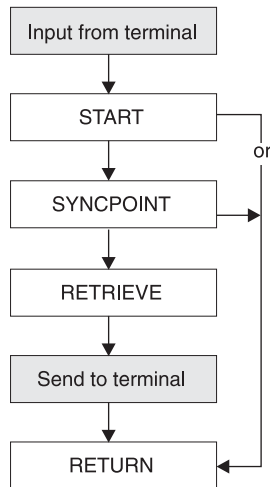 Input from terminal
START
or
SYNCPOINT
RETRIEVE
Send to terminal
RETURN